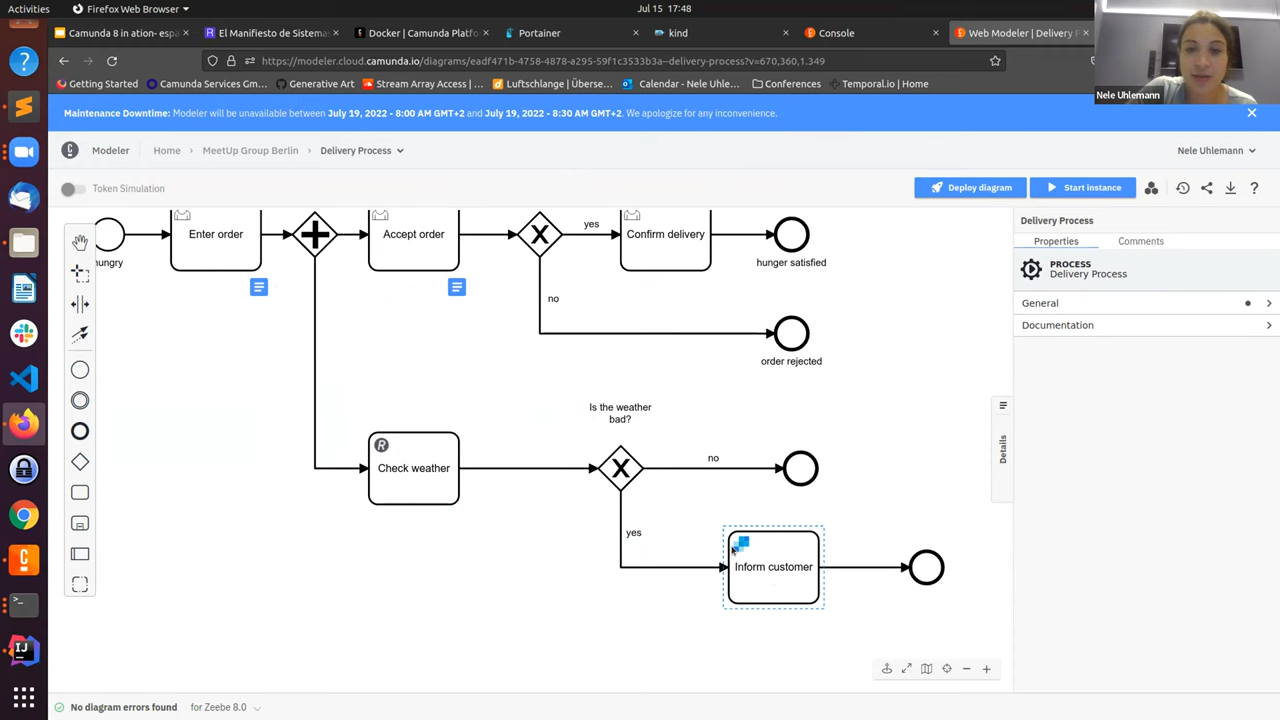 Activities
Firefox Web Browser
Jul 15 17:48
Camunda 8 in ation- espa
El Manifiesto de Sistema
Docker | Camunda Platfo
Portainer
kind
Console
Web Modeler | Delivery P
https://modeler.cloud.camunda.io/diagrams/eadf471b-4758-4878-a295-59f1c3533b3a--delivery-process?v=670,360,1.349
Getting Started
Camunda Services Gm...
Generative Art
Stream Array Access | ...
Luftschlange | Überse...
Calendar - Nele Uhle...
Conferences
Temporal.io | Home
Nele Uhlemann
Maintenance Downtime: Modeler will be unavailable between July 19, 2022 - 8:00 AM GMT+2 and July 19, 2022 - 8:30 AM GMT+2. We apologize for any inconvenience.
Modeler
Home
MeetUp Group Berlin
Delivery Process
Nele Uhlemann
Token Simulation
Deploy diagram
Start instance
Delivery Process
Properties
Comments
PROCESS
Delivery Process
General
Documentation
Details
Enter order
Accept order
yes
Confirm delivery
hungry
hunger satisfied
no
order rejected
Is the weather
bad?
R
Check weather
no
yes
Inform customer
No diagram errors found
for Zeebe 8.0